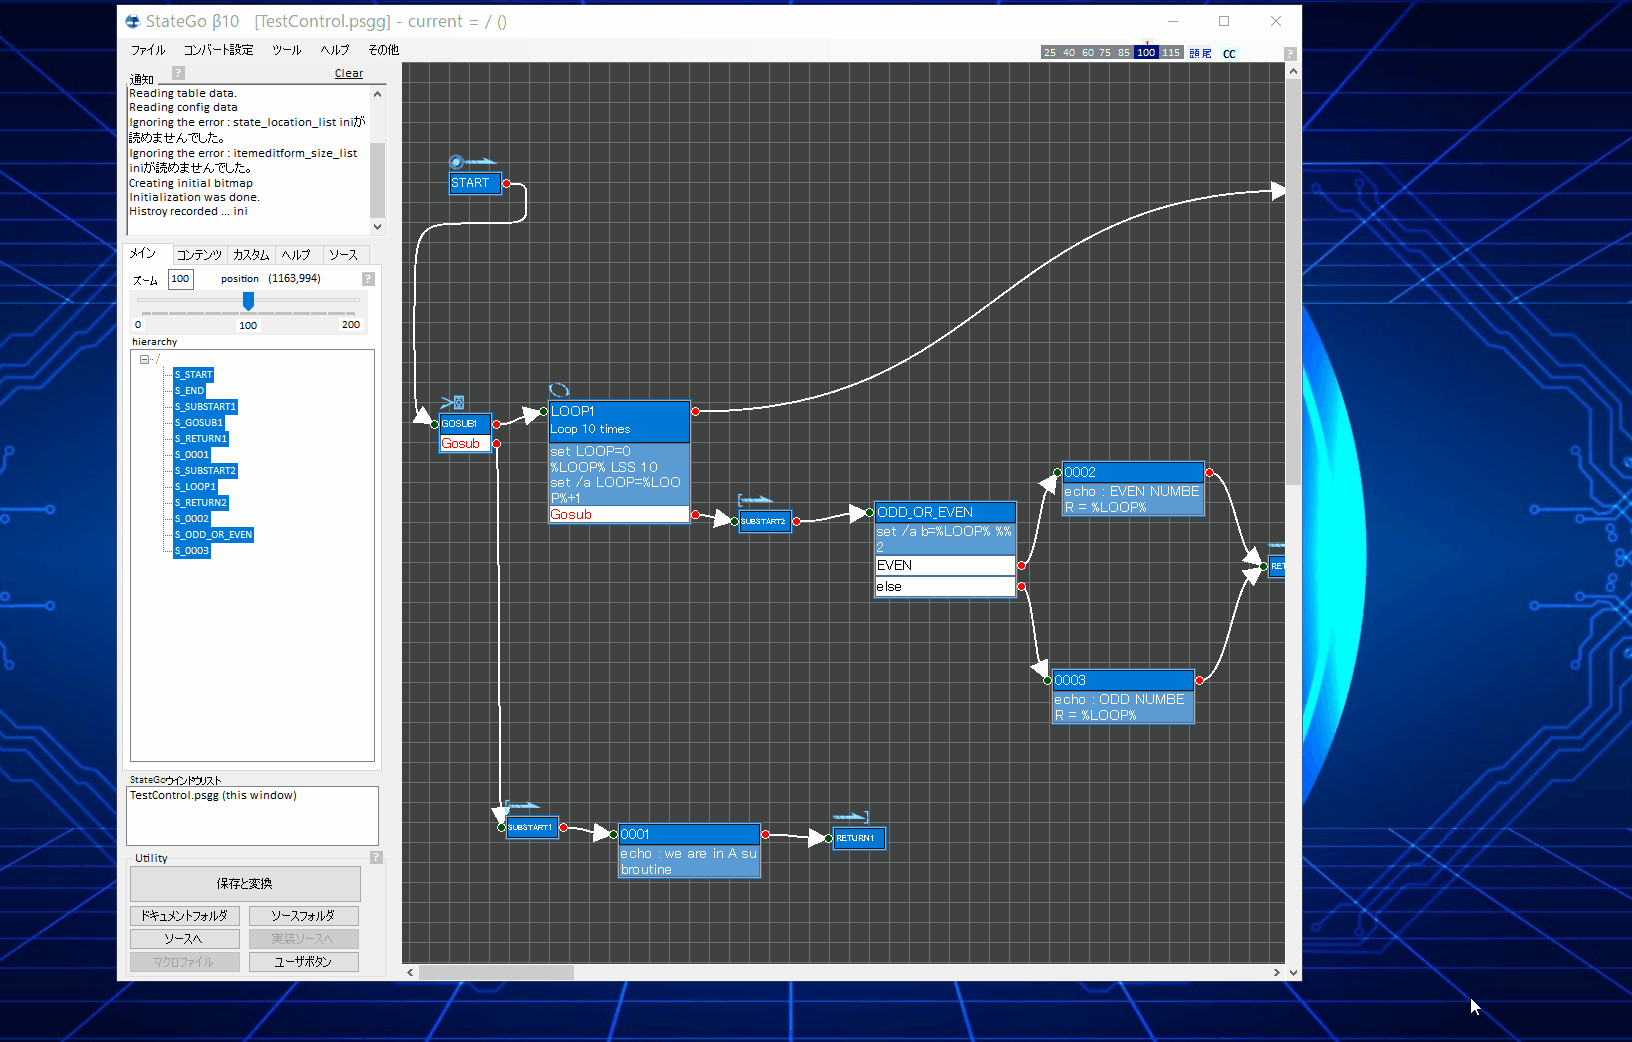 StateGo β10   [TestControl.psgg] - current = / ()
ファイル コンバート設定 ツール ヘルプ その他
25 40 60 75 85 100 115 頭 尾 CC ?
通知 ? Clear
Reading table data.
Reading config data
Ignoring the error : state_location_list iniが
読めませんでした。
Ignoring the error : itemeditform_size_list
iniが読めませんでした。
Creating initial bitmap
Initialization was done.
Histroy recorded ... ini
メイン コンテンツ カスタム ヘルプ ソース
ズーム 100 position (1163,994) ?
0 100 200
hierarchy
/
S_START
S_END
S_SUBSTART1
S_GOSUB1
S_RETURN1
S_0001
S_SUBSTART2
S_LOOP1
S_RETURN2
S_0002
S_ODD_OR_EVEN
S_0003
StateGoウインドウリスト
TestControl.psgg (this window)
Utility ?
保存と変換
ドキュメントフォルダ ソースフォルダ
ソースへ 実装ソースへ
マクロファイル ユーザボタン
START
GOSUB1
Gosub
LOOP1
Loop 10 times
set LOOP=0
%LOOP% LSS 10
set /a LOOP=%LOO
P%+1
Gosub
SUBSTART2
ODD_OR_EVEN
set /a b=%LOOP% %%
2
EVEN
else
0002
echo : EVEN NUMBE
R = %LOOP%
RET
0003
echo : ODD NUMBE
R = %LOOP%
SUBSTART1
0001
echo : we are in A su
broutine
RETURN1